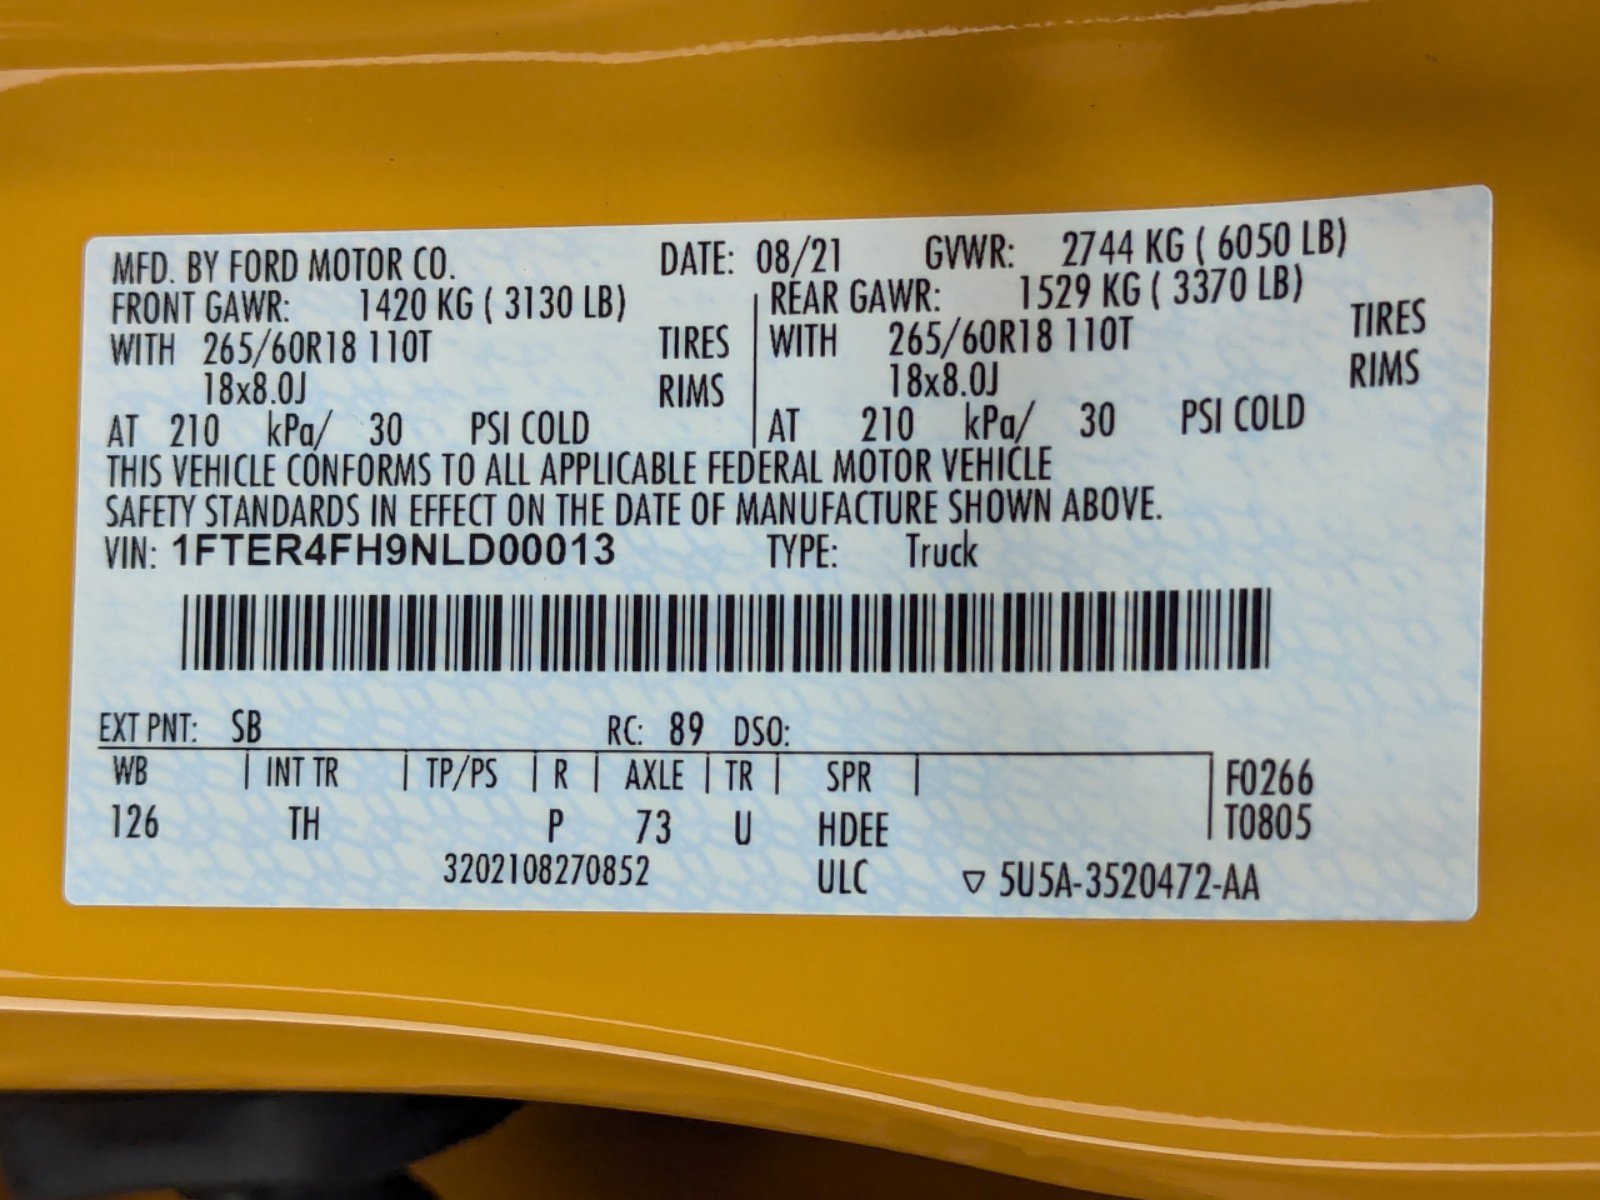 MFD. BY FORD MOTOR CO. DATE: 08/21 GVWR: 2744 KG ( 6050 LB)
FRONT GAWR: 1420 KG ( 3130 LB) REAR GAWR: 1529 KG ( 3370 LB)
WITH 265/60R18 110T TIRES WITH 265/60R18 110T TIRES
18x8.0J RIMS 18x8.0J RIMS
AT 210 kPa/ 30 PSI COLD AT 210 kPa/ 30 PSI COLD
THIS VEHICLE CONFORMS TO ALL APPLICABLE FEDERAL MOTOR VEHICLE
SAFETY STANDARDS IN EFFECT ON THE DATE OF MANUFACTURE SHOWN ABOVE.
VIN: 1FTER4FH9NLD00013 TYPE: Truck
EXT PNT: SB RC: 89 DSO:
WB INT TR TP/PS R AXLE TR SPR F0266
126 TH P 73 U HDEE T0805
3202108270852 ULC ▽ 5U5A-3520472-AA